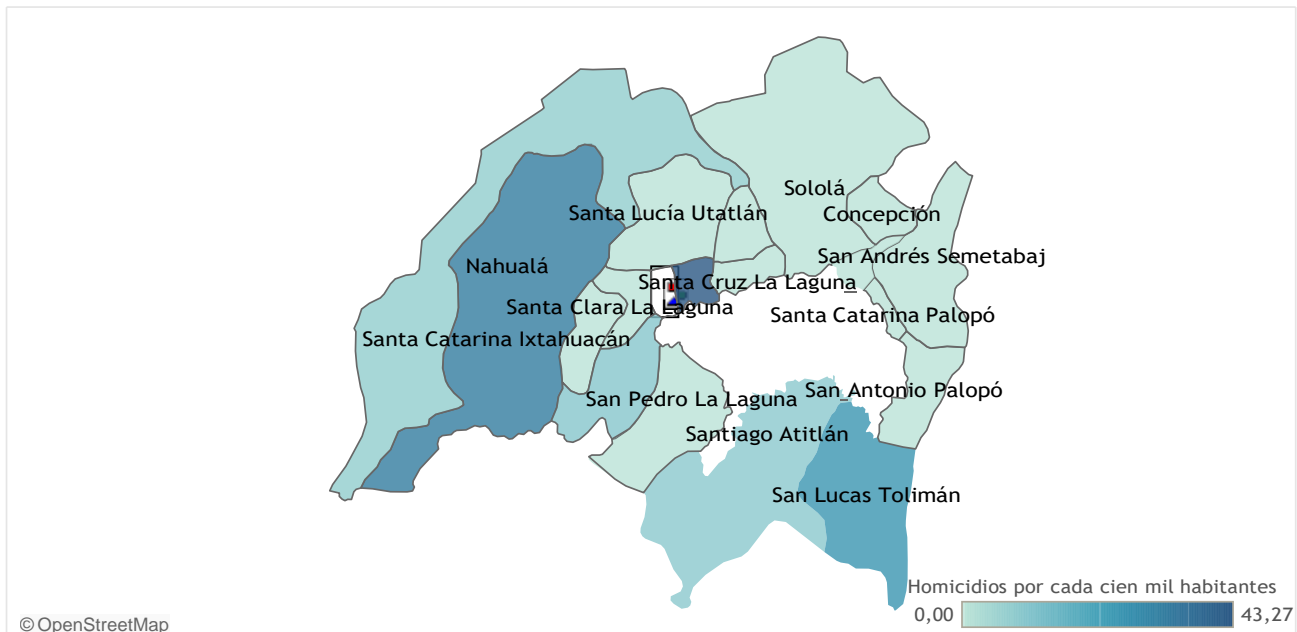 Sololá
Santa Lucía Utatlán
Concepción
San Andrés Semetabaj
Nahualá
Santa Cruz La Laguna
Santa Clara La Laguna
Santa Catarina Palopó
Santa Catarina Ixtahuacán
San Antonio Palopó
San Pedro La Laguna
Santiago Atitlán
San Lucas Tolimán
Homicidios por cada cien mil habitantes
0,00 43,27
© OpenStreetMap